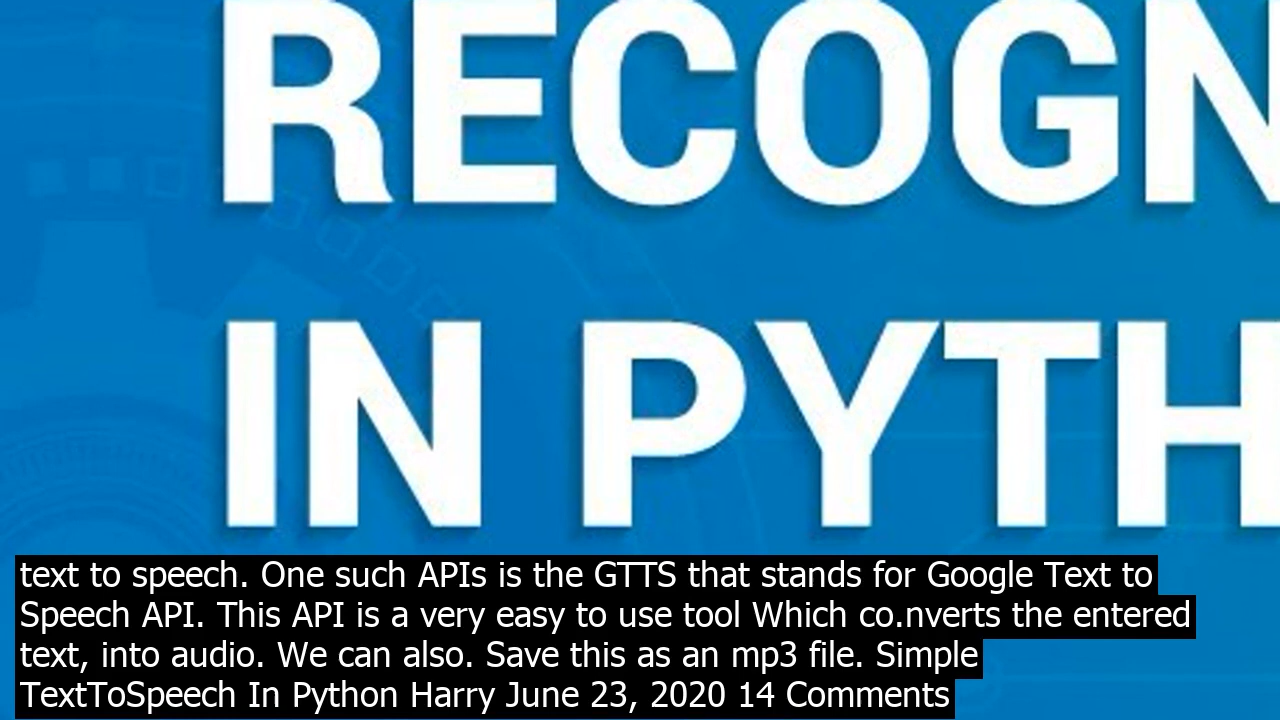 RECOGN
IN PYTH
text to speech. One such APIs is the GTTS that stands for Google Text to
Speech API. This API is a very easy to use tool Which co.nverts the entered
text, into audio. We can also. Save this as an mp3 file. Simple
TextToSpeech In Python Harry June 23, 2020 14 Comments